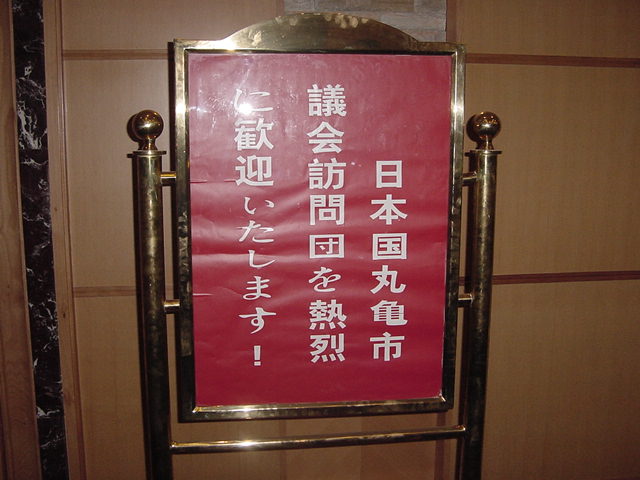 日本国丸亀市
議会訪問団を熱烈
に歓迎いたします!